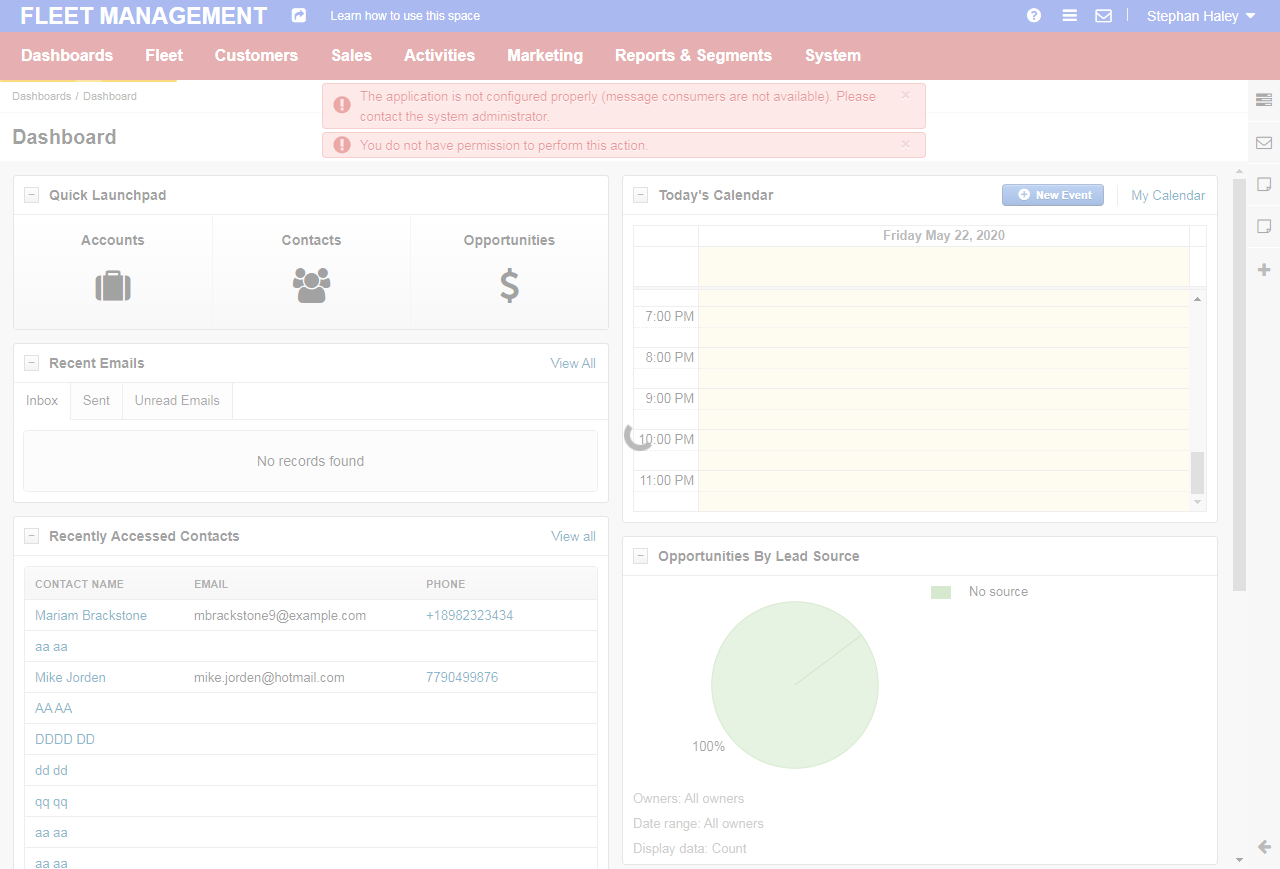 FLEET MANAGEMENT Learn how to use this space Stephan Haley
Dashboards Fleet Customers Sales Activities Marketing Reports & Segments System
Dashboards / Dashboard
The application is not configured properly (message consumers are not available). Please
contact the system administrator.
×
You do not have permission to perform this action.
×
Dashboard
Quick Launchpad
Accounts Contacts Opportunities
Recent Emails View All
Inbox Sent Unread Emails
No records found
Recently Accessed Contacts View all
CONTACT NAME EMAIL PHONE
Mariam Brackstone mbrackstone9@example.com +18982323434
aa aa
Mike Jorden mike.jorden@hotmail.com 7790499876
AA AA
DDDD DD
dd dd
qq qq
aa aa
aa aa
Today's Calendar New Event My Calendar
Friday May 22, 2020
7:00 PM
8:00 PM
9:00 PM
10:00 PM
11:00 PM
Opportunities By Lead Source
No source
100%
Owners: All owners
Date range: All owners
Display data: Count